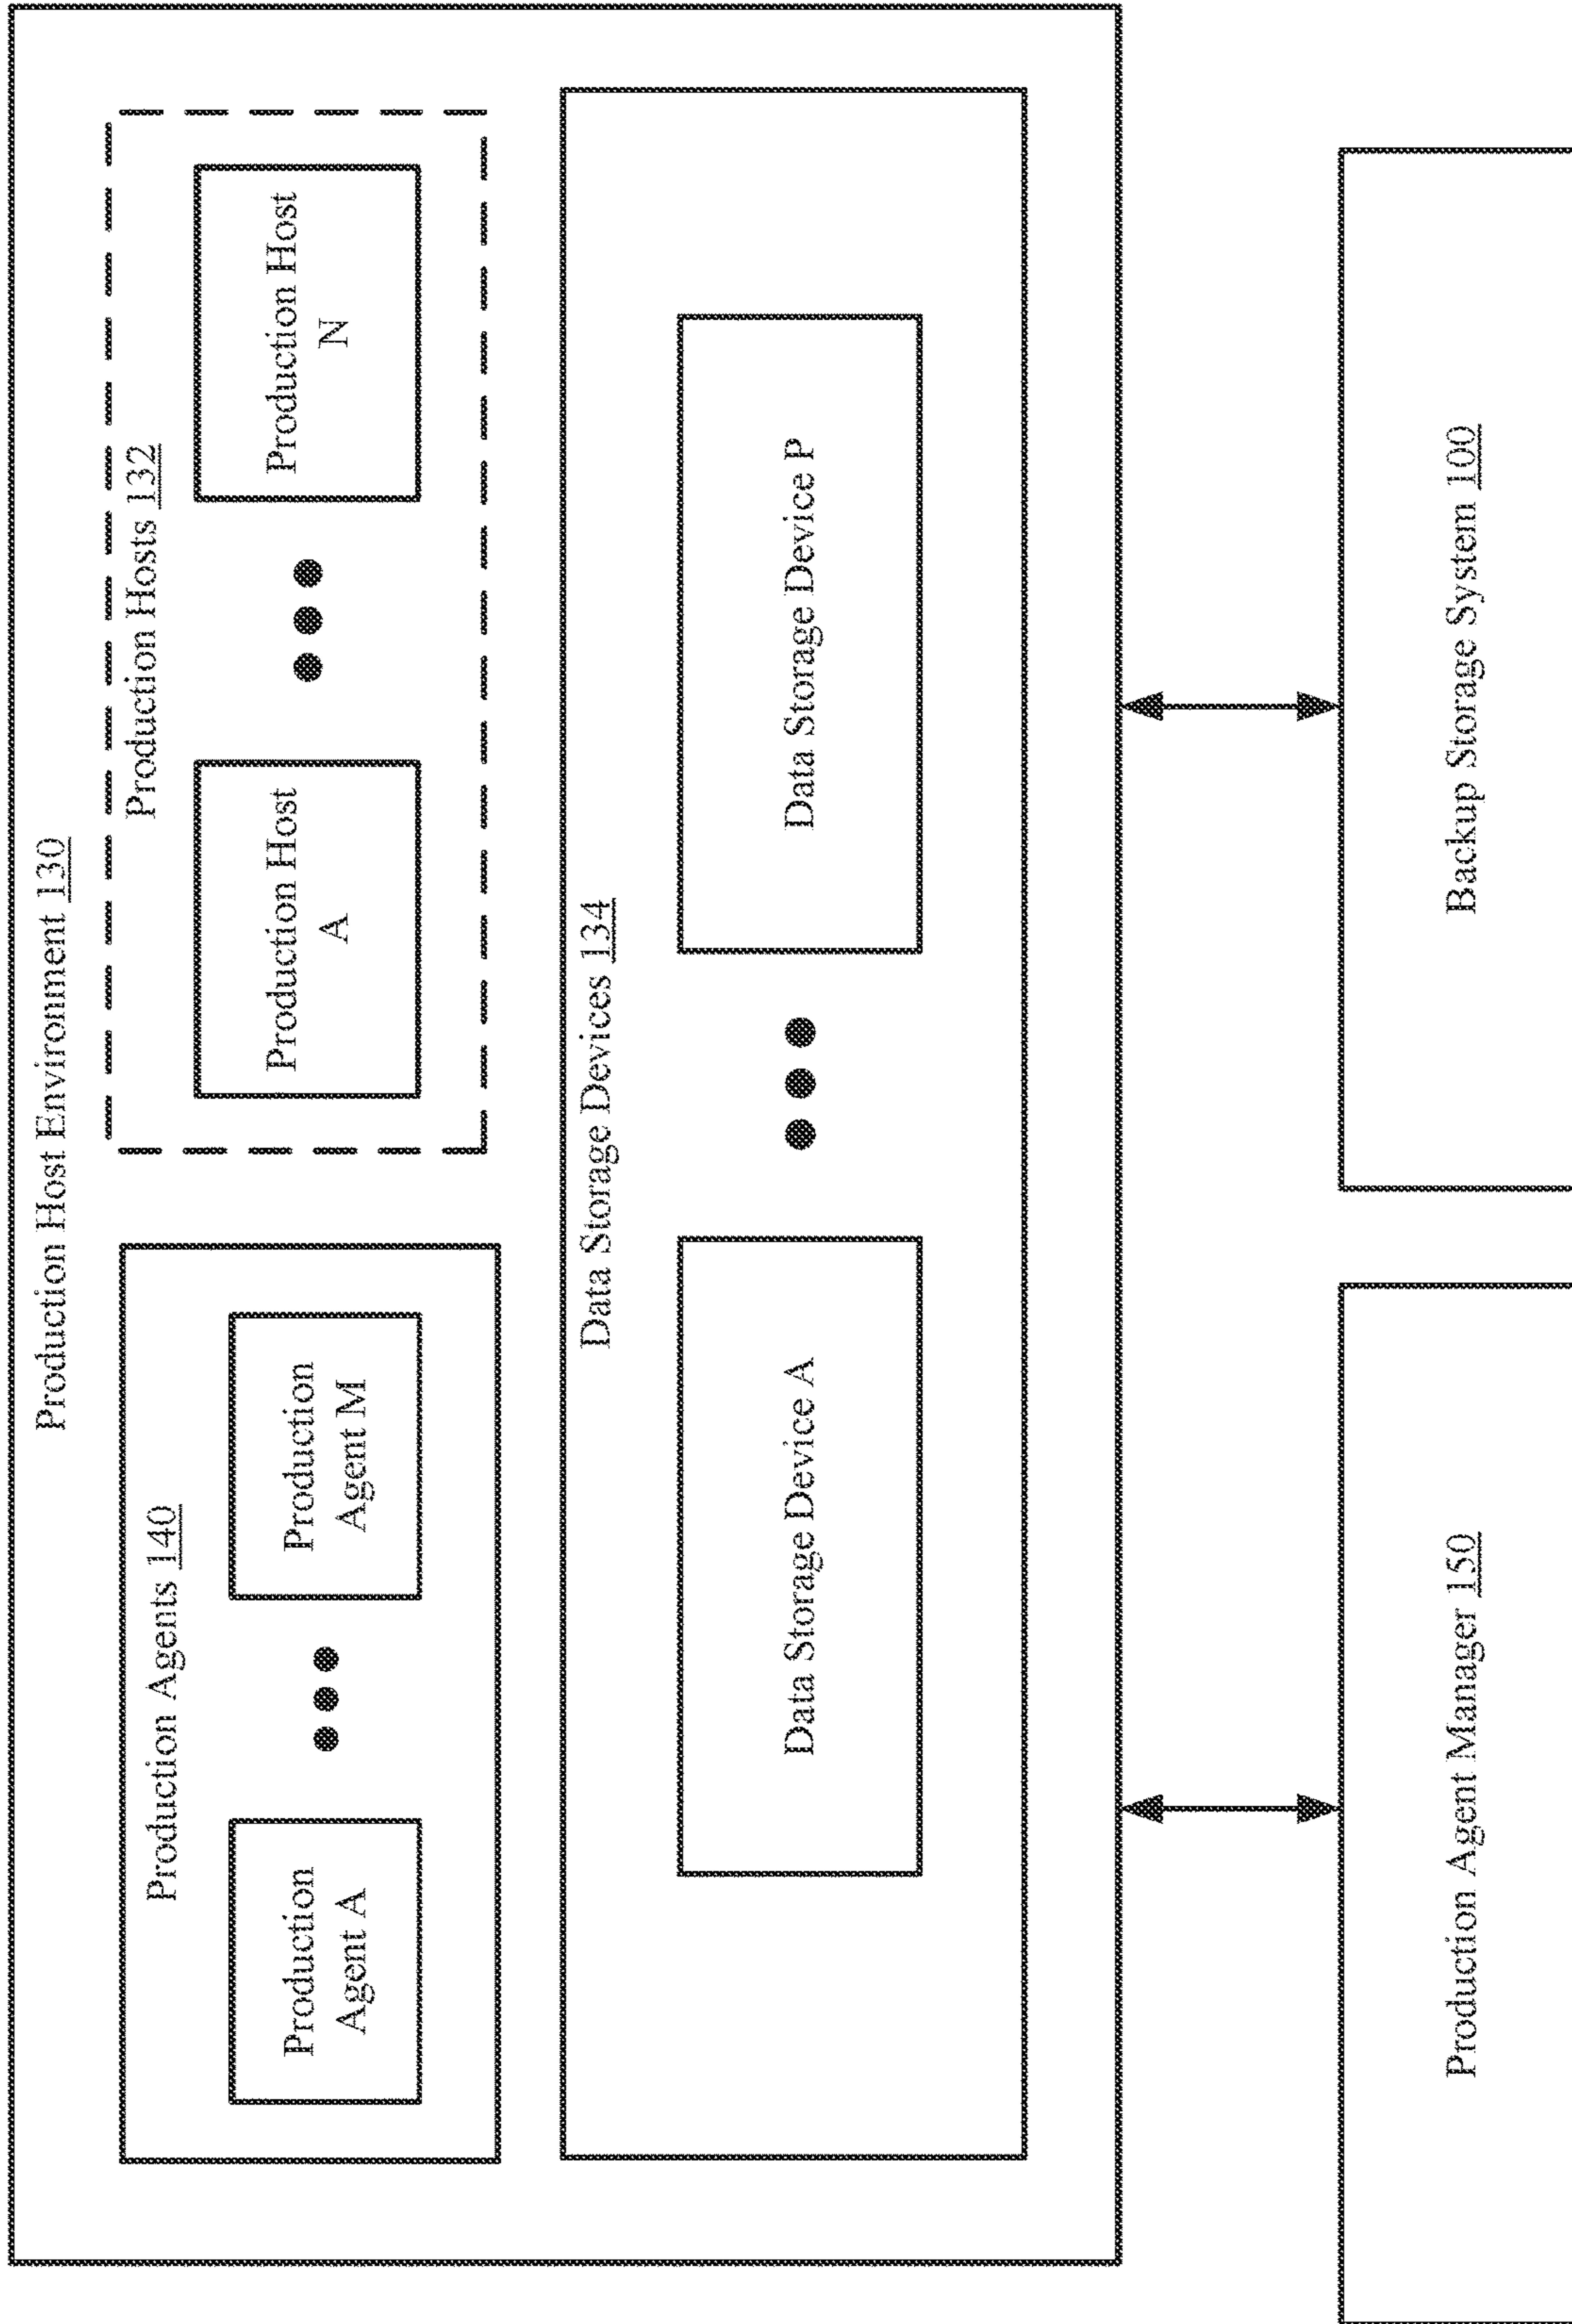 Production Host Environment 130
Production Agents 140
Production
Agent A
Production
Agent M
Production Hosts 132
Production Host
A
Production Host
N
Data Storage Devices 134
Data Storage Device A
Data Storage Device P
Production Agent Manager 150
Backup Storage System 100